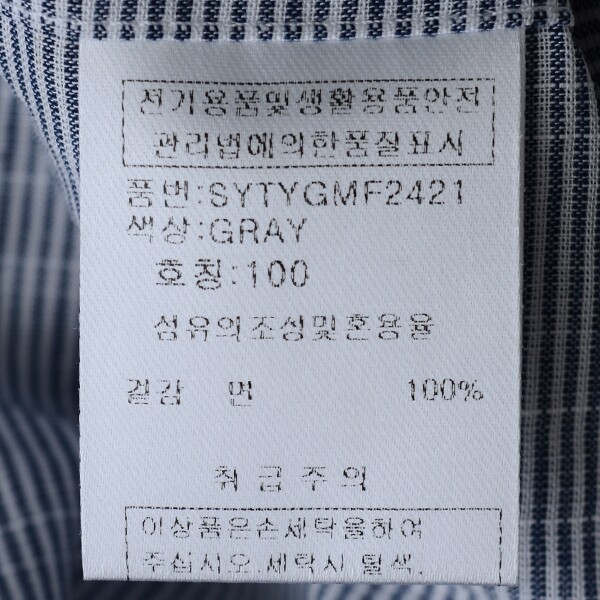 전기용품및생활용품안전
관리법에의한품질표시
품번:SYTYGMF2421
색상:GRAY
호칭:100
섬유의조성및혼용율
겉감 면 100%
취급주의
이상품은손세탁을하여
주십시오.세탁시 탈색,